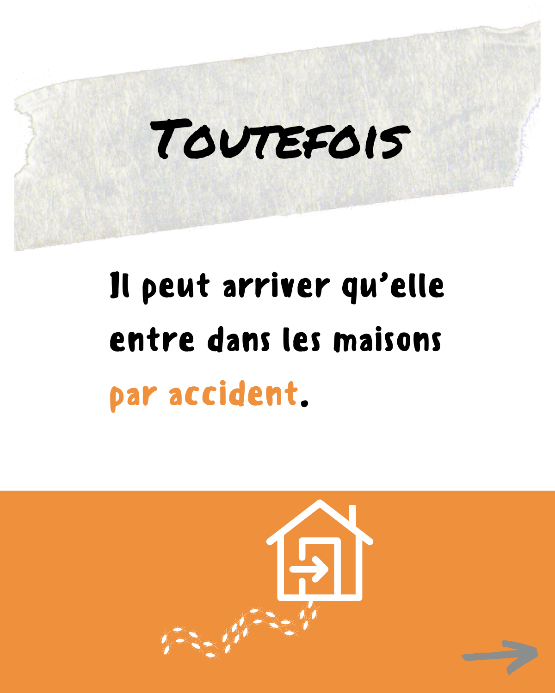 Toutefois
Il peut arriver qu’elle
entre dans les maisons
par accident.